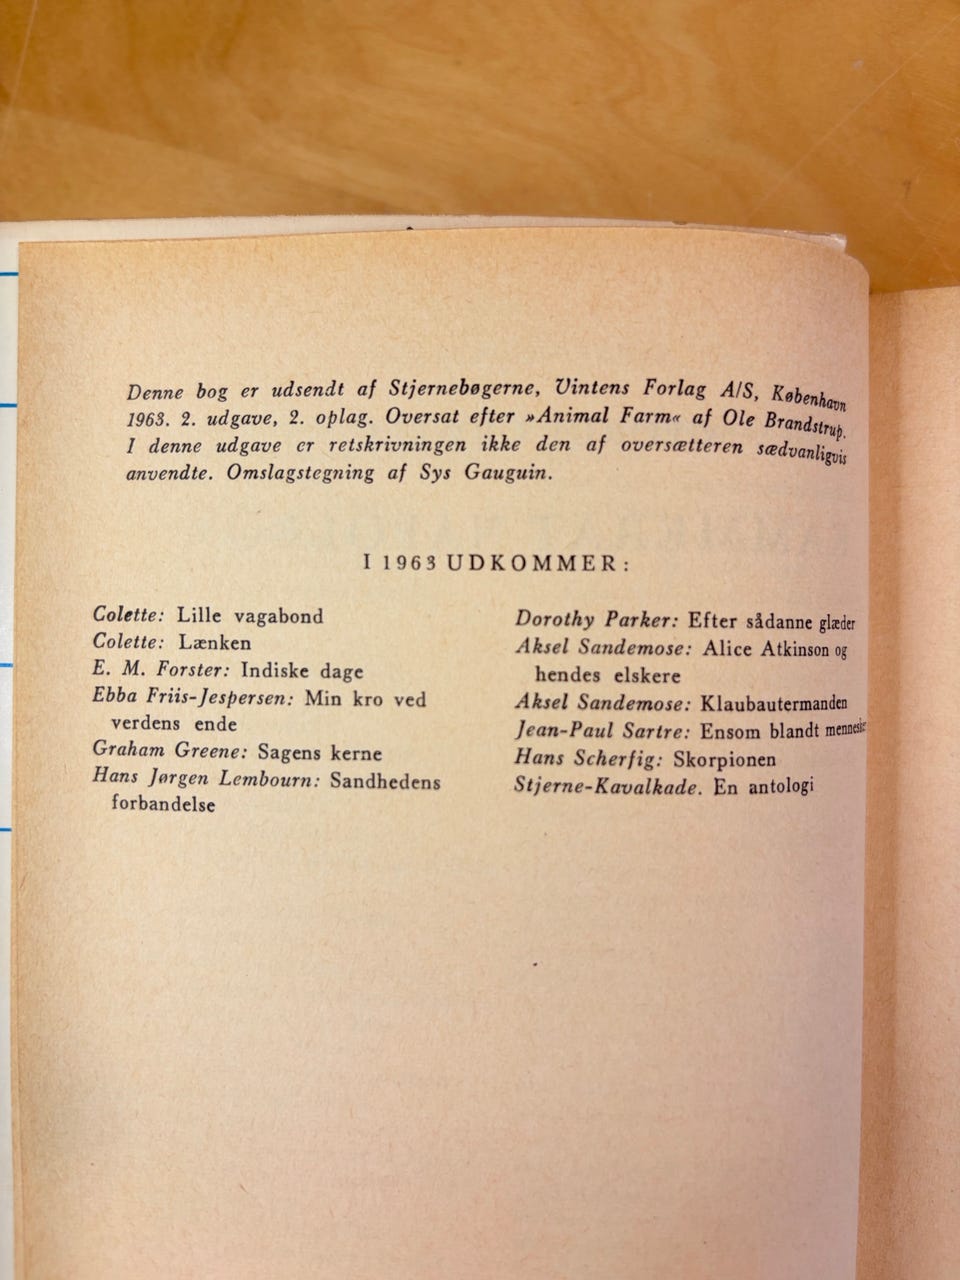 Denne bog er udsendt af Stjernebøgerne, Vintens Forlag A/S, København
1963. 2. udgave, 2. oplag. Oversat efter »Animal Farm« af Ole Brandstrup.
I denne udgave er retskrivningen ikke den af oversætteren sædvanligvis
anvendte. Omslagstegning af Sys Gauguin.
I 1963 UDKOMMER:
Colette: Lille vagabond
Colette: Lænken
E. M. Forster: Indiske dage
Ebba Friis-Jespersen: Min kro ved
verdens ende
Graham Greene: Sagens kerne
Hans Jørgen Lembourn: Sandhedens
forbandelse
Dorothy Parker: Efter sådanne glæder
Aksel Sandemose: Alice Atkinson og
hendes elskere
Aksel Sandemose: Klaubautermanden
Jean-Paul Sartre: Ensom blandt mennesker
Hans Scherfig: Skorpionen
Stjerne-Kavalkade. En antologi